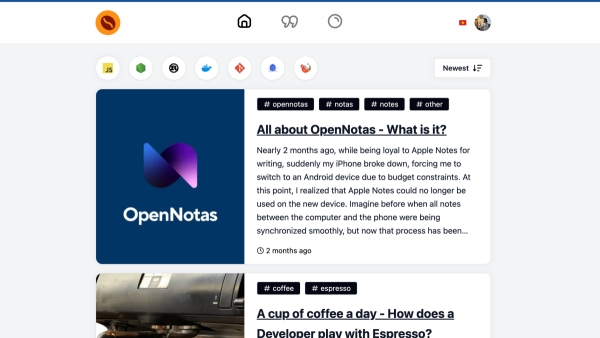 JS
Newest
# opennotas # notas # notes # other
All about OpenNotas - What is it?
Nearly 2 months ago, while being loyal to Apple Notes for
writing, suddenly my iPhone broke down, forcing me to
switch to an Android device due to budget constraints. At
this point, I realized that Apple Notes could no longer be
used on the new device. Imagine before when all notes
between the computer and the phone were being
synchronized smoothly, but now that process has been...
OpenNotas
2 months ago
# coffee # espresso
A cup of coffee a day - How does a
Developer play with Espresso?